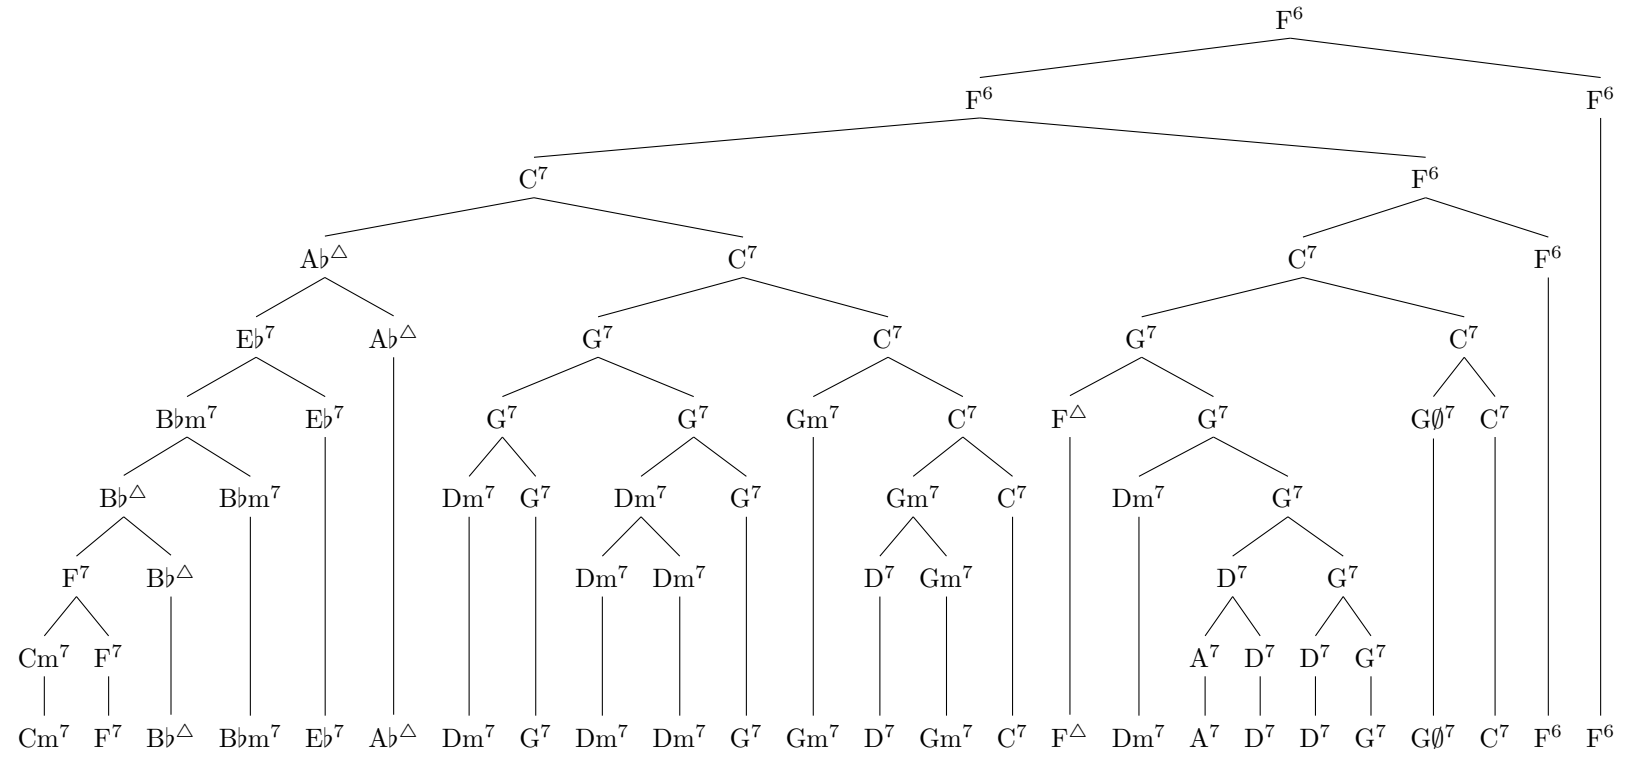 F⁶
F⁶ F⁶
C⁷ F⁶
A♭△ C⁷ C⁷ F⁶
E♭⁷ A♭△ G⁷ C⁷ G⁷ C⁷
B♭m⁷ E♭⁷ G⁷ G⁷ Gm⁷ C⁷ F△ G⁷ G∅⁷ C⁷
B♭△ B♭m⁷ Dm⁷ G⁷ Dm⁷ G⁷ Gm⁷ C⁷ Dm⁷ G⁷
F⁷ B♭△ Dm⁷ Dm⁷ D⁷ Gm⁷ D⁷ G⁷
Cm⁷ F⁷ A⁷ D⁷ D⁷ G⁷
Cm⁷ F⁷ B♭△ B♭m⁷ E♭⁷ A♭△ Dm⁷ G⁷ Dm⁷ Dm⁷ G⁷ Gm⁷ D⁷ Gm⁷ C⁷ F△ Dm⁷ A⁷ D⁷ D⁷ G⁷ G∅⁷ C⁷ F⁶ F⁶